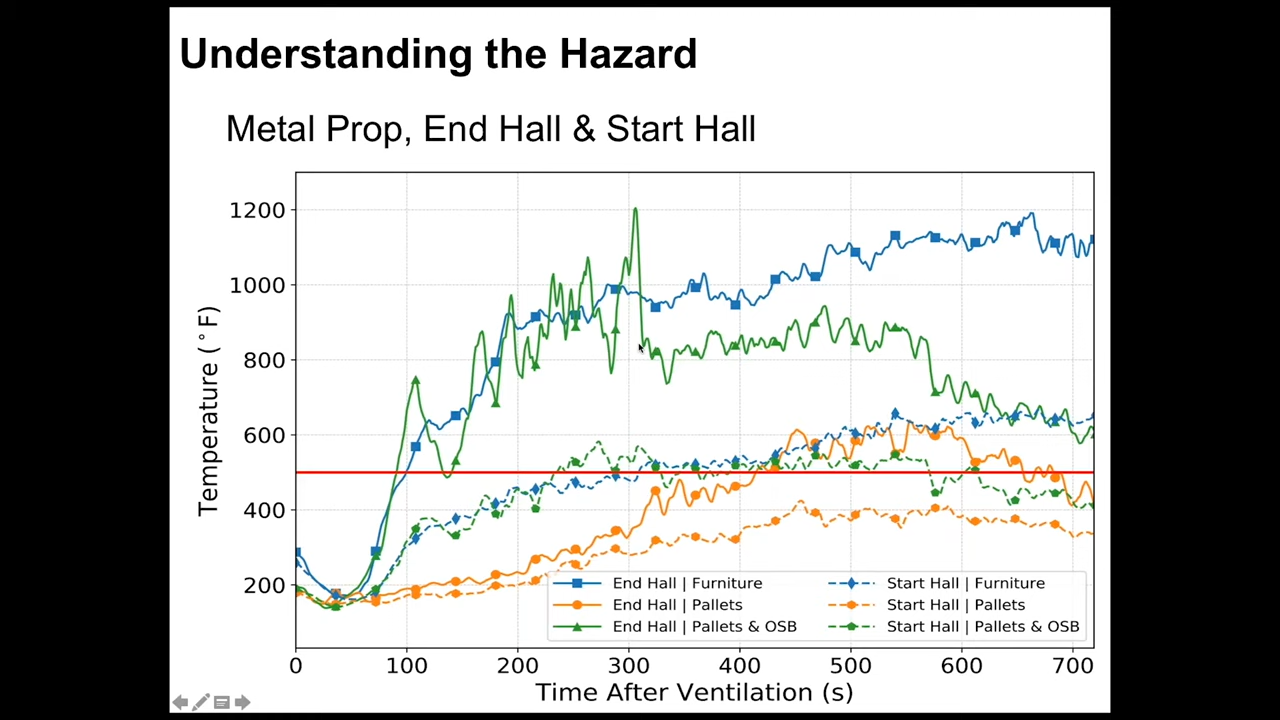 Understanding the Hazard
Metal Prop, End Hall & Start Hall
Temperature (°F)
1200
1000
800
600
400
200
0 100 200 300 400 500 600 700
Time After Ventilation (s)
End Hall | Furniture
End Hall | Pallets
End Hall | Pallets & OSB
Start Hall | Furniture
Start Hall | Pallets
Start Hall | Pallets & OSB